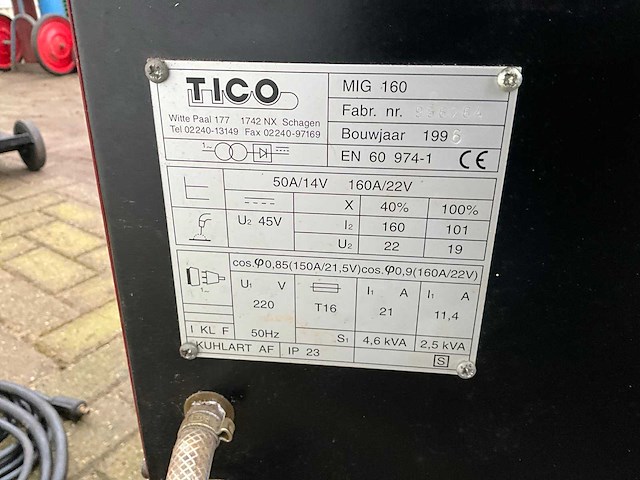 TICO
Witte Paal 177 1742 NX Schagen
Tel 02240-13149 Fax 02240-97169
1~
MIG 160
Fabr. nr.
Bouwjaar 1996
EN 60 974-1 CE
50A/14V 160A/22V
X 40% 100%
U2 45V
I2 160 101
U2 22 19
cos.φ0,85(150A/21,5V)cos.φ0,9(160A/22V)
1~
U1 V
220
T16
I1 A
21
I1 A
11,4
I KL F
50Hz
S1 4,6 kVA 2,5 kVA
KUHLART AF IP 23
S